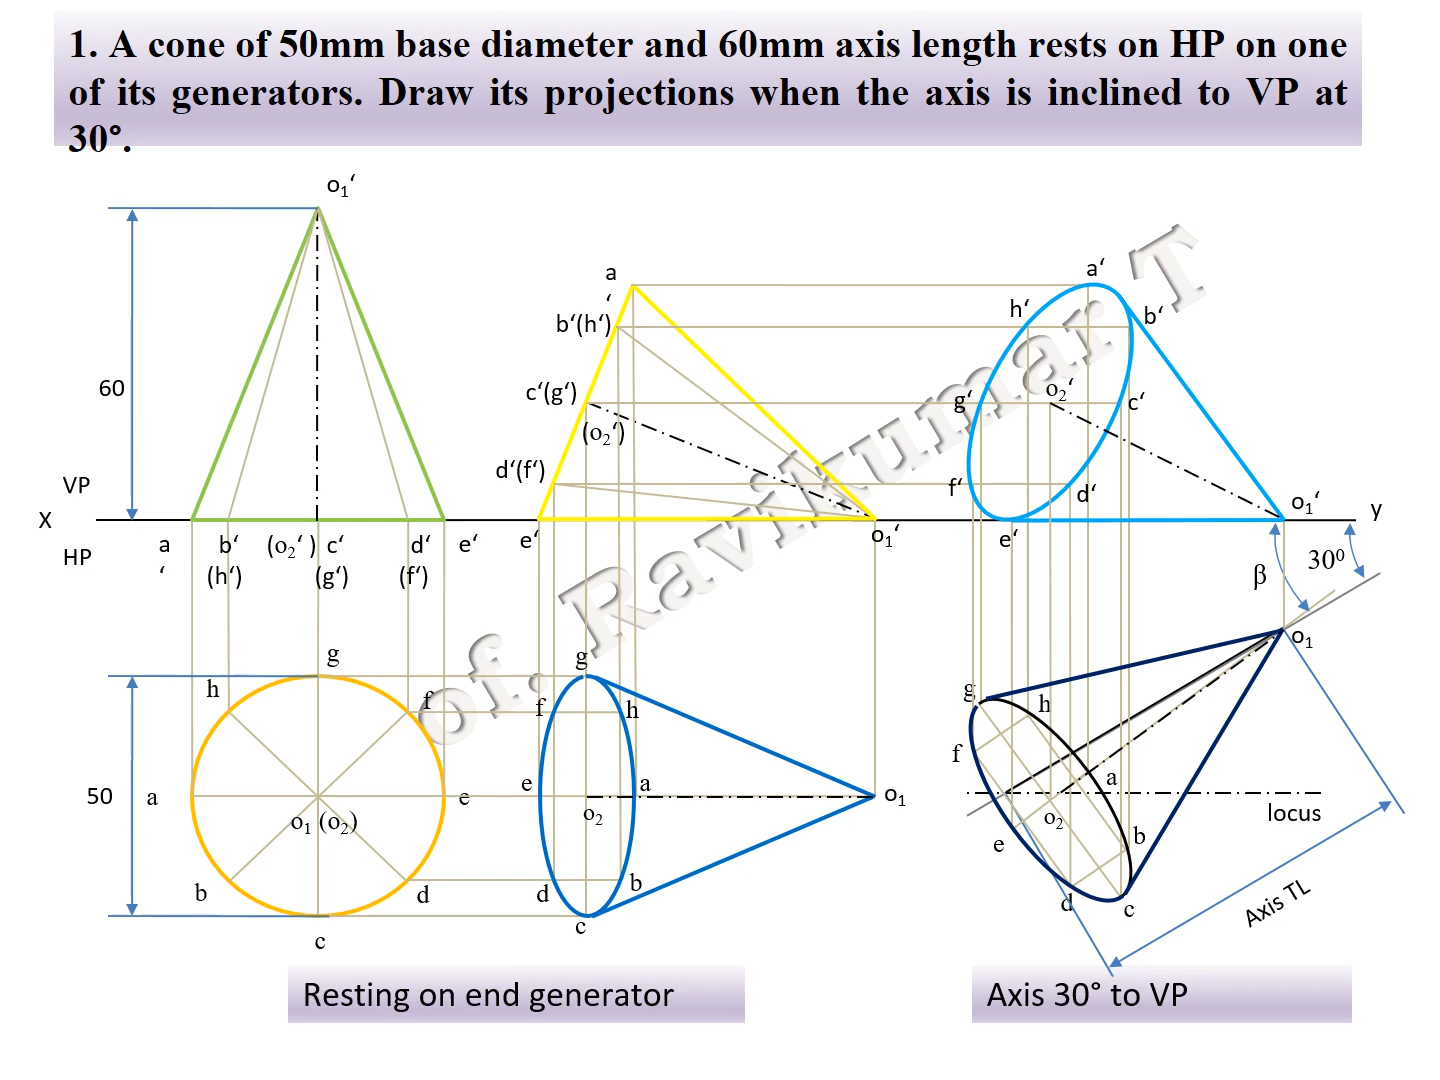 1. A cone of 50mm base diameter and 60mm axis length rests on HP on one
of its generators. Draw its projections when the axis is inclined to VP at
30°.
o₁‘
a‘
a
‘
h‘
b‘
b‘(h‘)
60
c‘(g‘)
o₂‘
g‘
c‘
(o₂‘)
d‘(f‘)
VP
f‘
d‘
o₁‘
X
y
a
‘
b‘
(h‘)
(o₂‘ )
c‘
(g‘)
d‘
(f‘)
e‘
e‘
o₁‘
e‘
HP
β
30⁰
of. Ravikumar T
g
g
o₁
h
f
f
h
g
h
f
50
a
e
e
a
o₁
a
o₁ (o₂)
o₂
o₂
locus
e
b
b
d
d
b
d
c
c
c
Axis TL
Resting on end generator
Axis 30° to VP